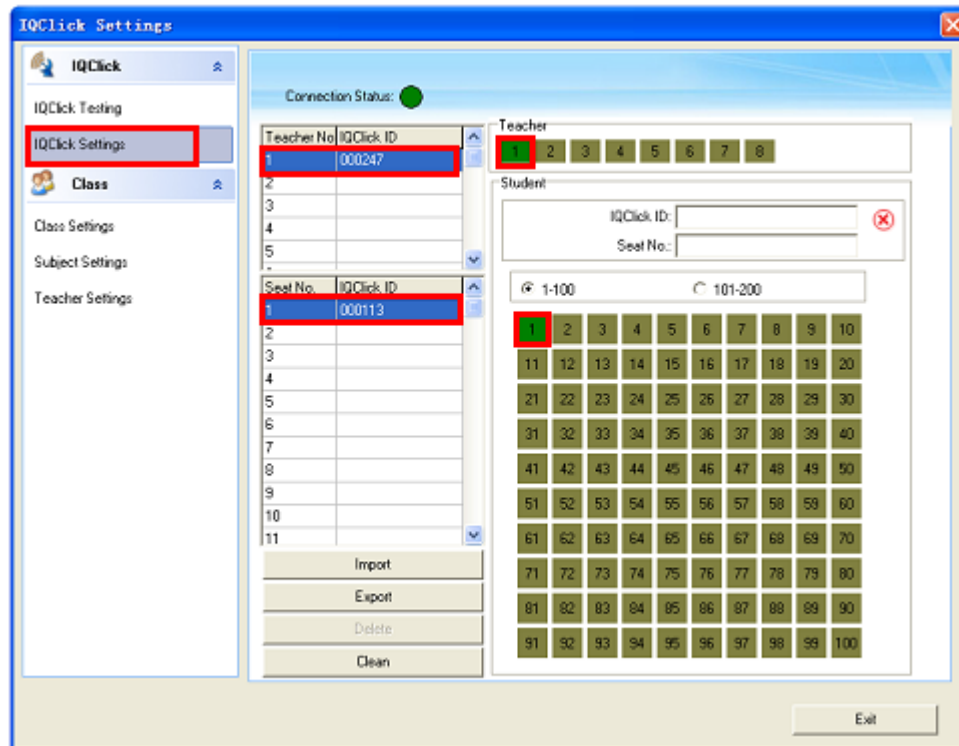 IQClick Settings
IQClick
IQClick Testing
IQClick Settings
Class
Class Settings
Subject Settings
Teacher Settings
Connection Status:
Teacher No IQClick ID
1 000247
2
3
4
5
Seat No. IQClick ID
1 000113
2
3
4
5
6
7
8
9
10
11
Import
Export
Delete
Clean
Teacher
1 2 3 4 5 6 7 8
Student
IQClick ID:
Seat No.:
1-100 101-200
1 2 3 4 5 6 7 8 9 10
11 12 13 14 15 16 17 18 19 20
21 22 23 24 25 26 27 28 29 30
31 32 33 34 35 36 37 38 39 40
41 42 43 44 45 46 47 48 49 50
51 52 53 54 55 56 57 58 59 60
61 62 63 64 65 66 67 68 69 70
71 72 73 74 75 76 77 78 79 80
81 82 83 84 85 86 87 88 89 90
91 92 93 94 95 96 97 98 99 100
Exit